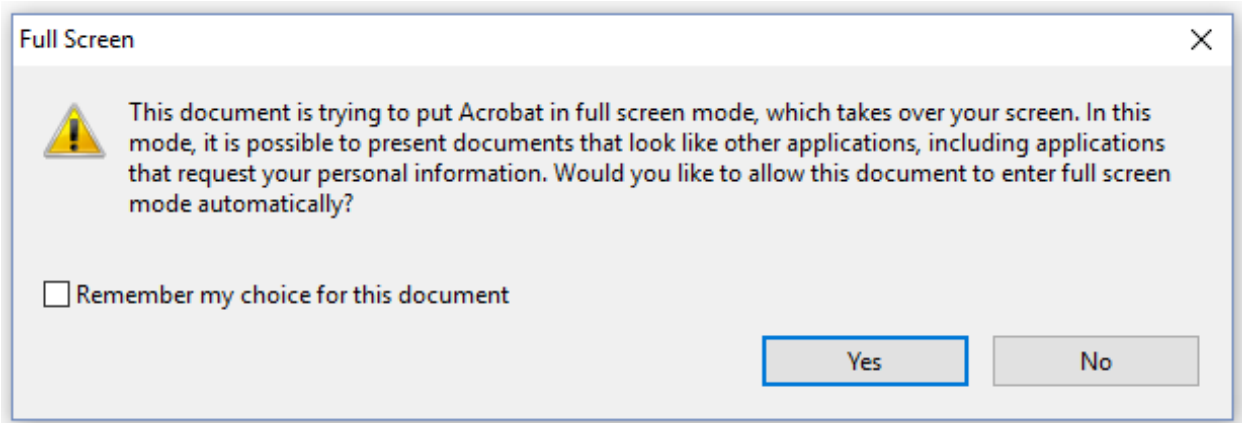 Full Screen
This document is trying to put Acrobat in full screen mode, which takes over your screen. In this
mode, it is possible to present documents that look like other applications, including applications
that request your personal information. Would you like to allow this document to enter full screen
mode automatically?
Remember my choice for this document
Yes
No